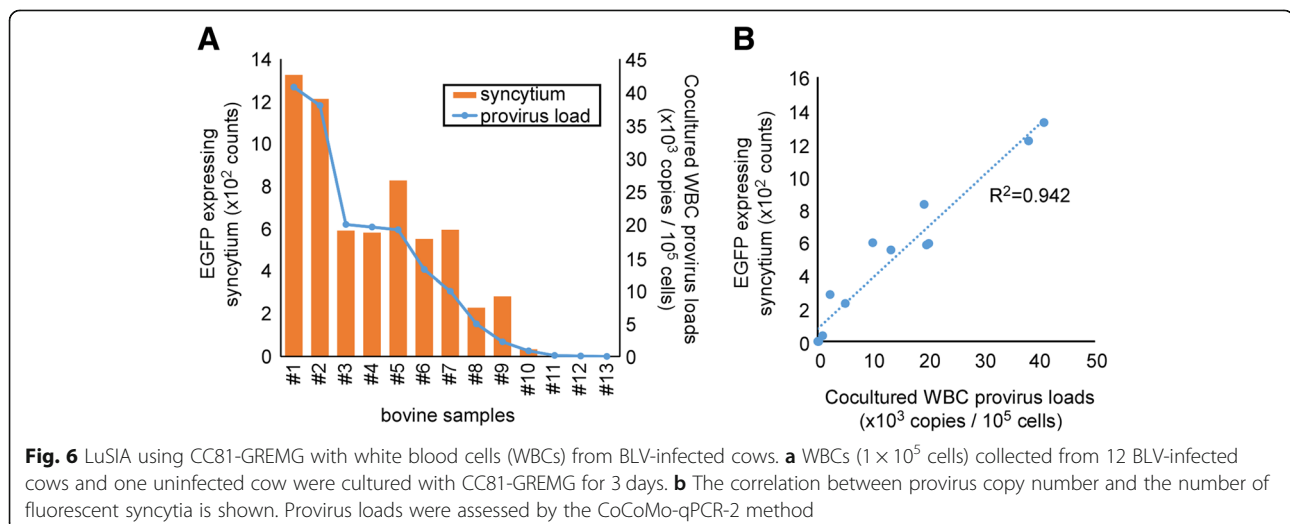 A
EGFP expressing
syncytium (x10² counts)
14
12
10
8
6
4
2
0
syncytium
provirus load
45
40
35
30
25
20
15
10
5
0
Cocultured WBC provirus loads
(x10³ copies / 10⁵ cells)
#1
#2
#3
#4
#5
#6
#7
#8
#9
#10
#11
#12
#13
bovine samples
B
EGFP expressing
syncytium (x10² counts)
16
14
12
10
8
6
4
2
0
R²=0.942
0 10 20 30 40 50
Cocultured WBC provirus loads
(x10³ copies / 10⁵ cells)
Fig. 6 LuSIA using CC81-GREMG with white blood cells (WBCs) from BLV-infected cows. a WBCs (1 × 10⁵ cells) collected from 12 BLV-infected
cows and one uninfected cow were cultured with CC81-GREMG for 3 days. b The correlation between provirus copy number and the number of
fluorescent syncytia is shown. Provirus loads were assessed by the CoCoMo-qPCR-2 method